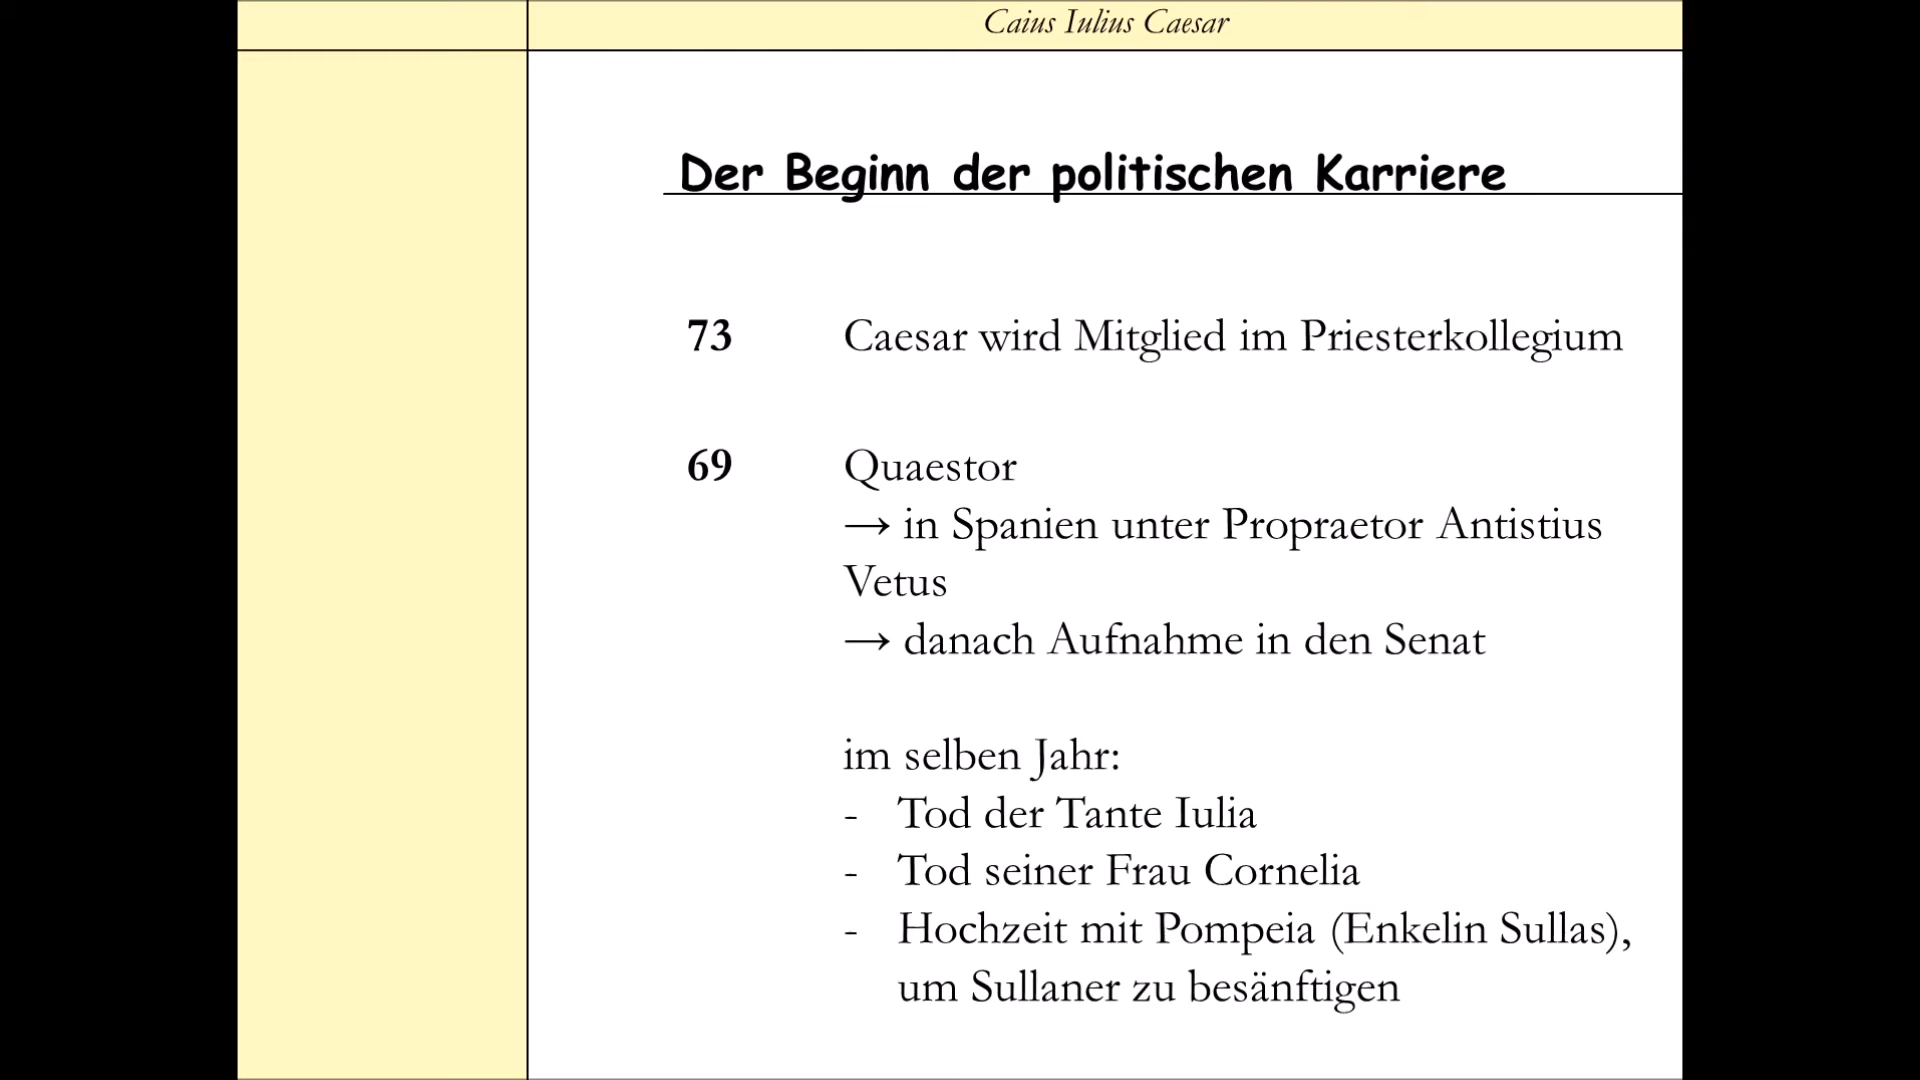 Caius Iulius Caesar
Der Beginn der politischen Karriere
73 Caesar wird Mitglied im Priesterkollegium
69 Quaestor
→ in Spanien unter Propraetor Antistius
Vetus
→ danach Aufnahme in den Senat
im selben Jahr:
- Tod der Tante Iulia
- Tod seiner Frau Cornelia
- Hochzeit mit Pompeia (Enkelin Sullas),
um Sullaner zu besänftigen